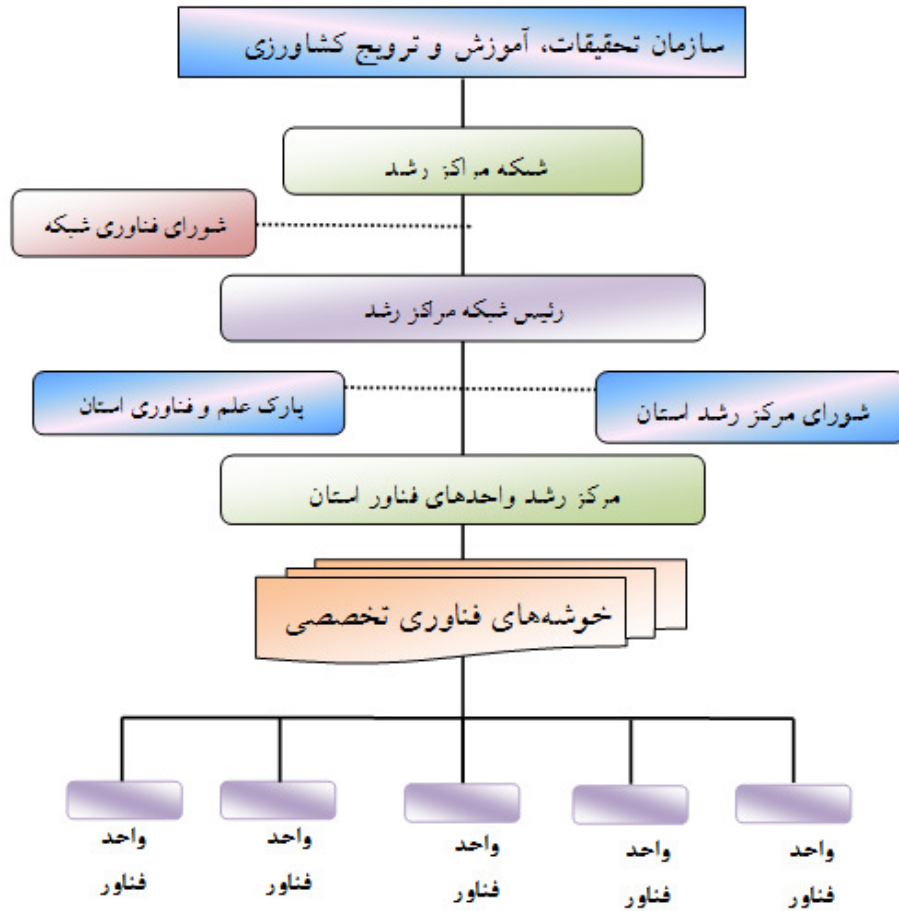 سازمان تحقیقات، آموزش و ترویج کشاورزی
شبکه مراکز رشد
شورای فناوری شبکه
رئیس شبکه مراکز رشد
شورای مرکز رشد استان
پارک علم و فناوری استان
مرکز رشد واحدهای فناور استان
خوشه‌های فناوری تخصصی
واحد
فناور
واحد
فناور
واحد
فناور
واحد
فناور
واحد
فناور